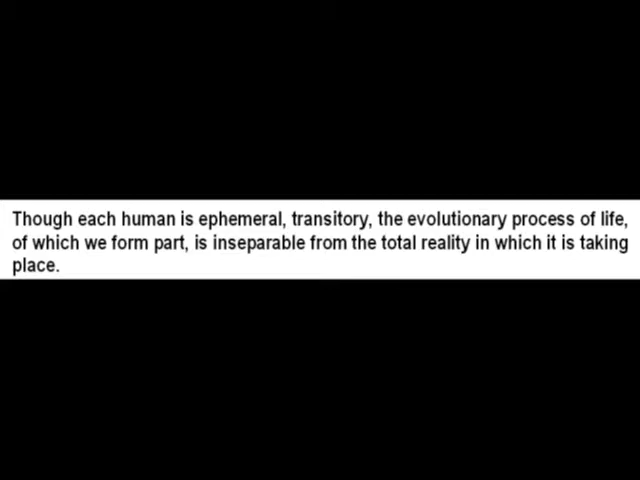 Though each human is ephemeral, transitory, the evolutionary process of life,
of which we form part, is inseparable from the total reality in which it is taking
place.